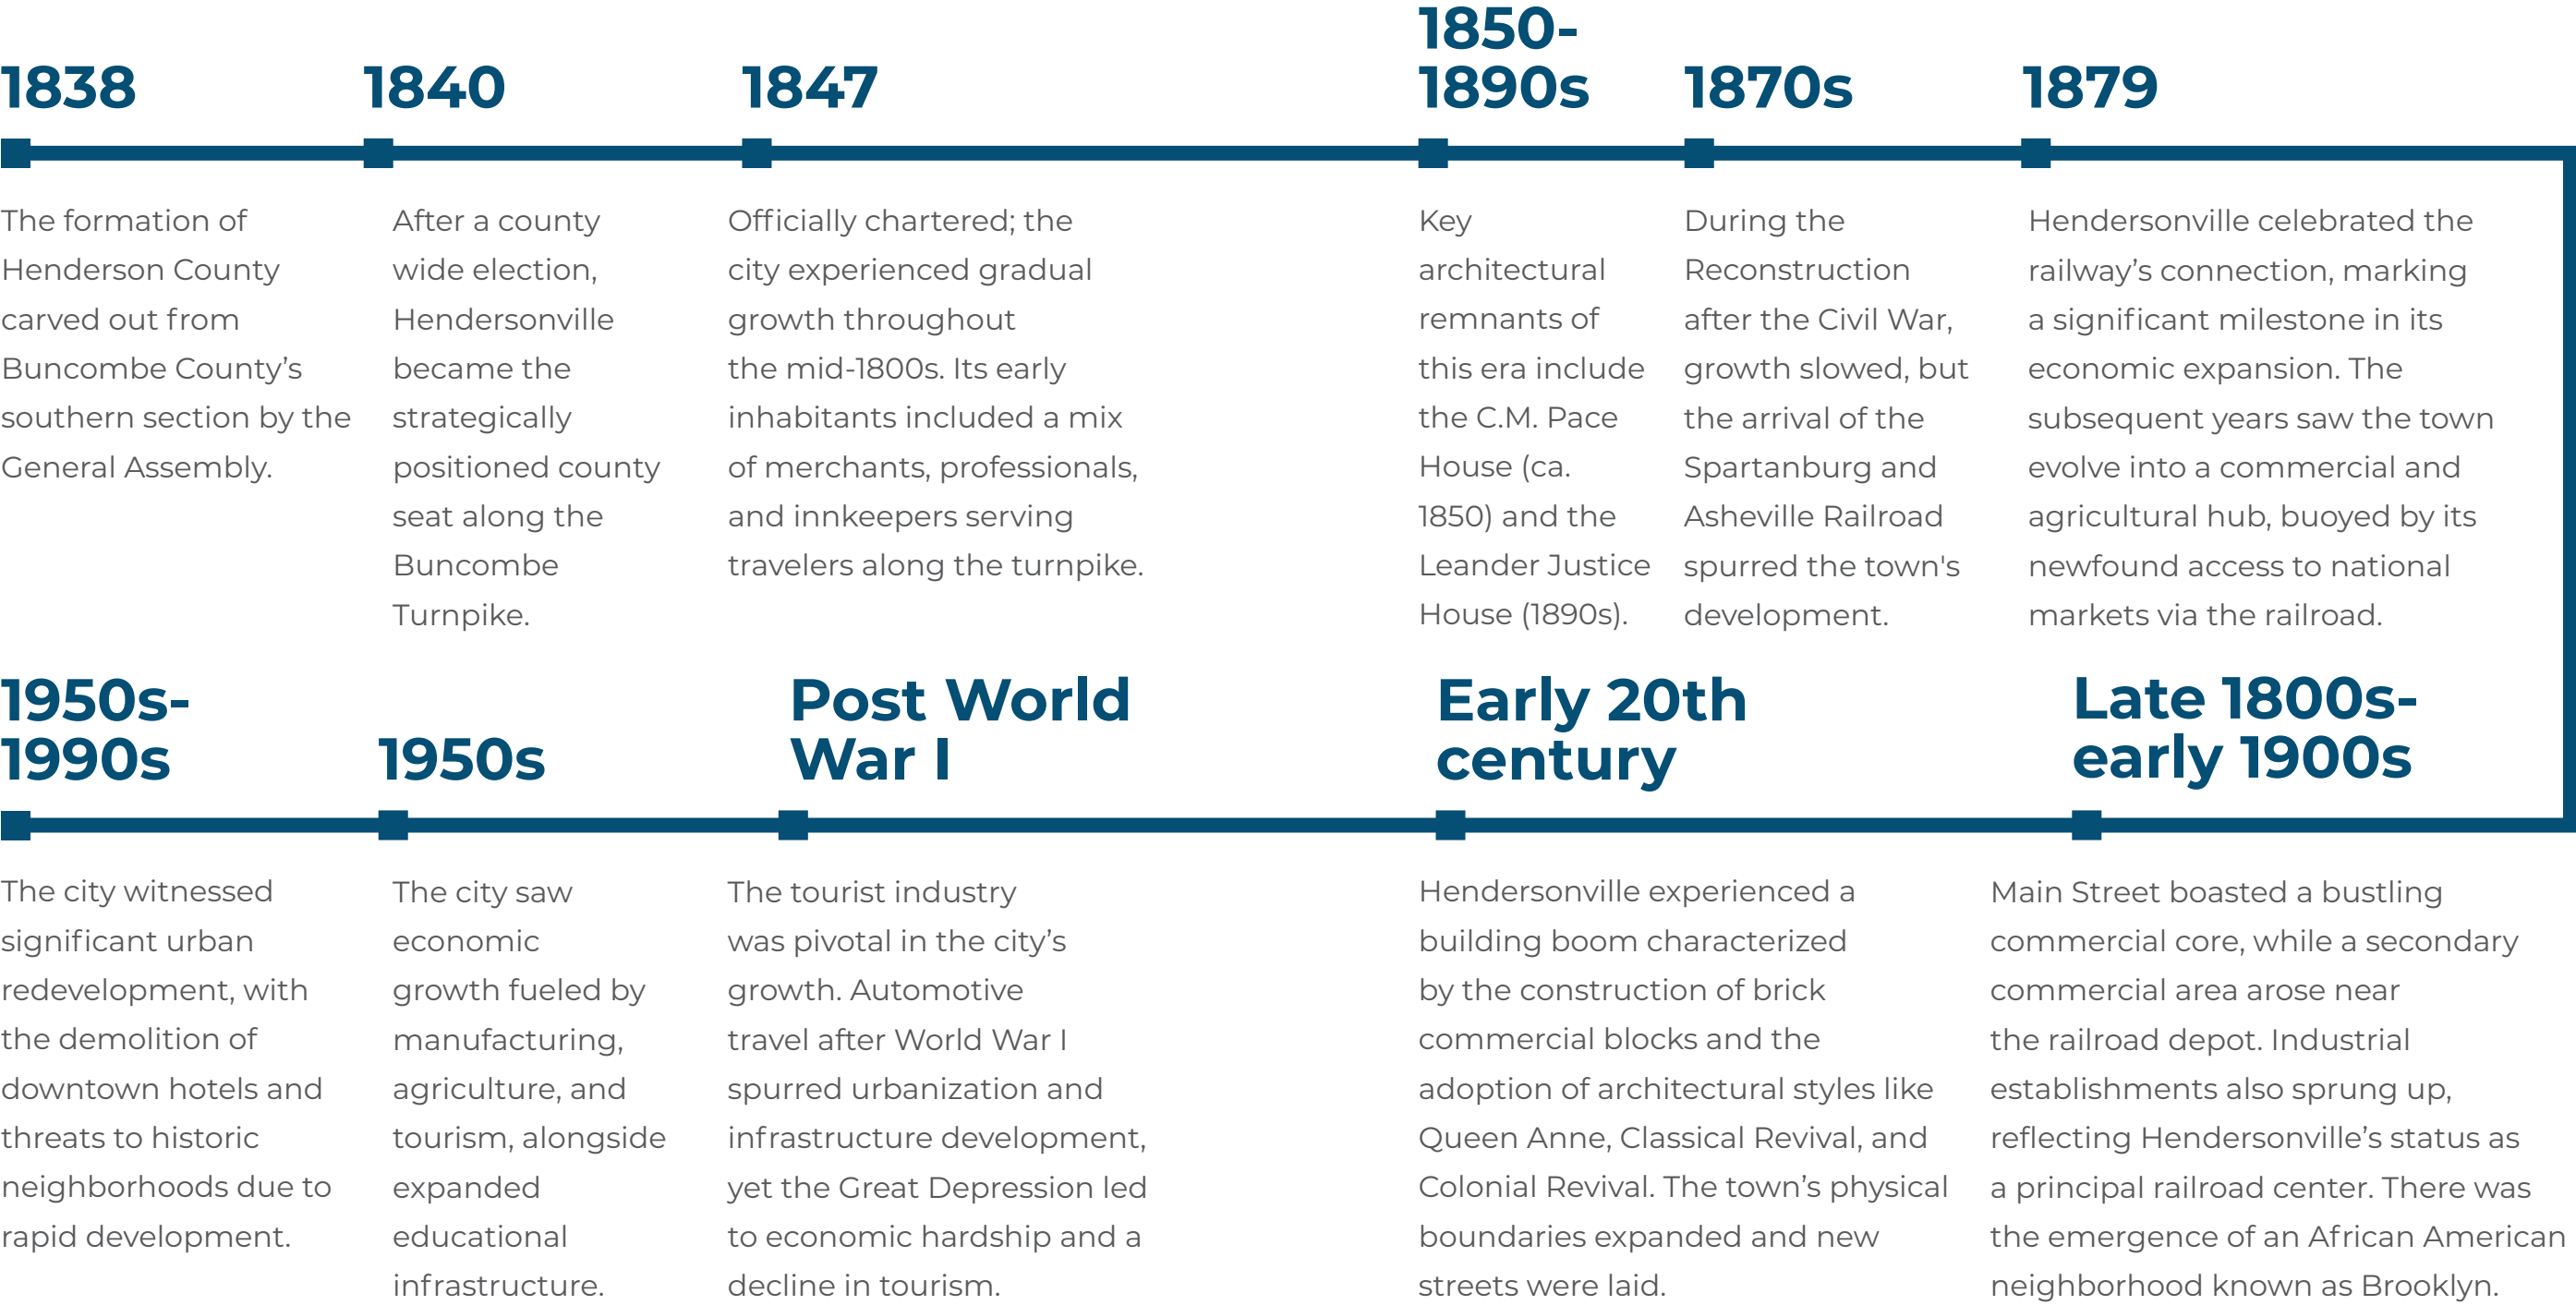 1838
The formation of
Henderson County
carved out from
Buncombe County’s
southern section by the
General Assembly.
1840
After a county
wide election,
Hendersonville
became the
strategically
positioned county
seat along the
Buncombe
Turnpike.
1847
Officially chartered; the
city experienced gradual
growth throughout
the mid-1800s. Its early
inhabitants included a mix
of merchants, professionals,
and innkeepers serving
travelers along the turnpike.
1850-
1890s
Key
architectural
remnants of
this era include
the C.M. Pace
House (ca.
1850) and the
Leander Justice
House (1890s).
1870s
During the
Reconstruction
after the Civil War,
growth slowed, but
the arrival of the
Spartanburg and
Asheville Railroad
spurred the town's
development.
1879
Hendersonville celebrated the
railway’s connection, marking
a significant milestone in its
economic expansion. The
subsequent years saw the town
evolve into a commercial and
agricultural hub, buoyed by its
newfound access to national
markets via the railroad.
Late 1800s-
early 1900s
Main Street boasted a bustling
commercial core, while a secondary
commercial area arose near
the railroad depot. Industrial
establishments also sprung up,
reflecting Hendersonville’s status as
a principal railroad center. There was
the emergence of an African American
neighborhood known as Brooklyn.
Early 20th
century
Hendersonville experienced a
building boom characterized
by the construction of brick
commercial blocks and the
adoption of architectural styles like
Queen Anne, Classical Revival, and
Colonial Revival. The town’s physical
boundaries expanded and new
streets were laid.
Post World
War I
The tourist industry
was pivotal in the city’s
growth. Automotive
travel after World War I
spurred urbanization and
infrastructure development,
yet the Great Depression led
to economic hardship and a
decline in tourism.
1950s
The city saw
economic
growth fueled by
manufacturing,
agriculture, and
tourism, alongside
expanded
educational
infrastructure.
1950s-
1990s
The city witnessed
significant urban
redevelopment, with
the demolition of
downtown hotels and
threats to historic
neighborhoods due to
rapid development.